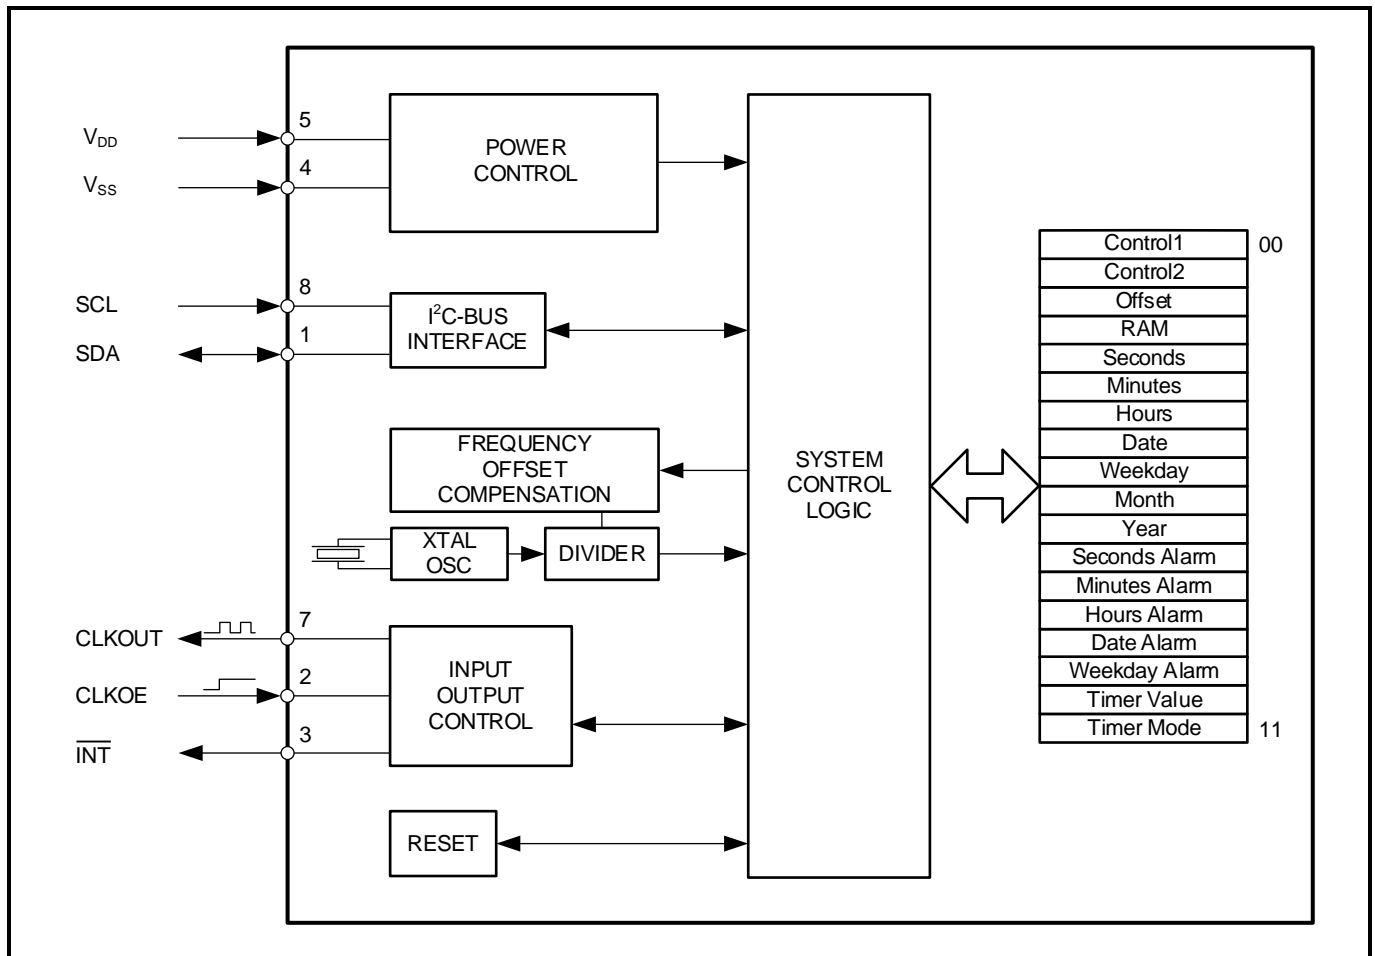 V_DD
5
V_SS
4
POWER
CONTROL
SCL
8
SDA
1
I²C-BUS
INTERFACE
FREQUENCY
OFFSET
COMPENSATION
XTAL
OSC
DIVIDER
CLKOUT
7
CLKOE
2
INT
3
INPUT
OUTPUT
CONTROL
RESET
SYSTEM
CONTROL
LOGIC
Control1 00
Control2
Offset
RAM
Seconds
Minutes
Hours
Date
Weekday
Month
Year
Seconds Alarm
Minutes Alarm
Hours Alarm
Date Alarm
Weekday Alarm
Timer Value
Timer Mode 11